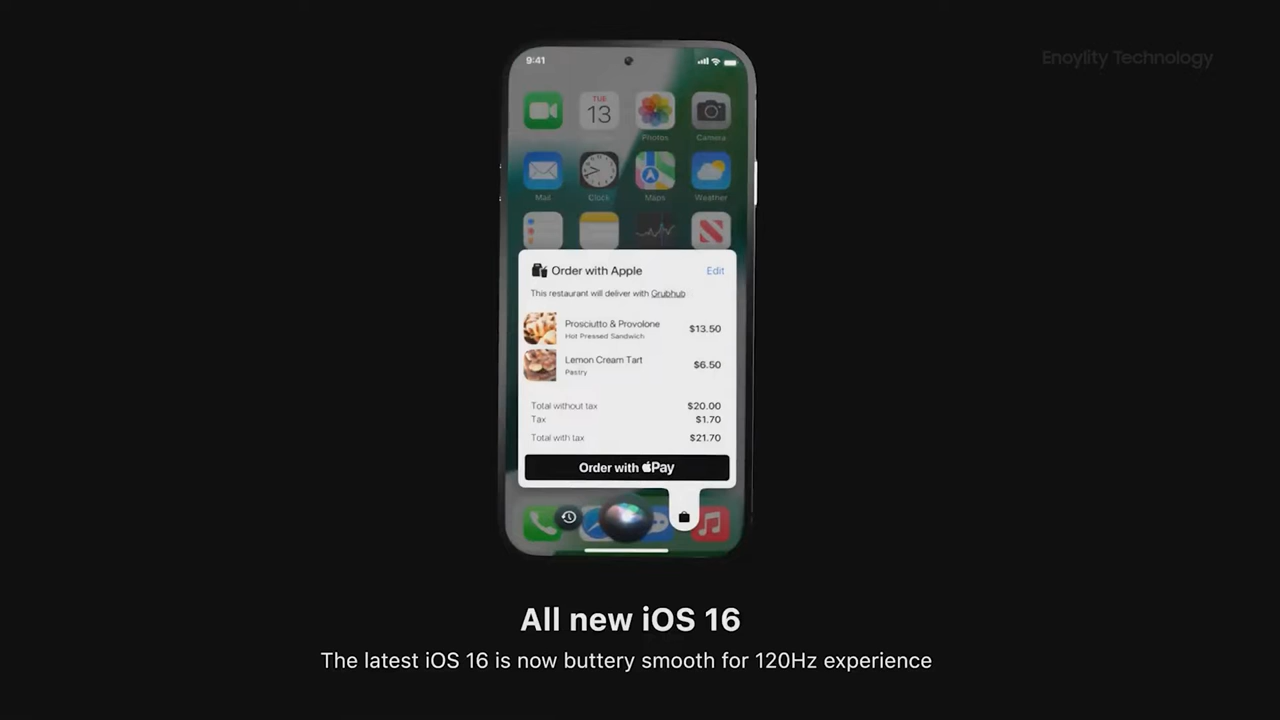 Enoylity Technology
9:41
TUE
13
Photos
Camera
Mail
Clock
Maps
Weather
Order with Apple
Edit
This restaurant will deliver with Grubhub
Prosciutto & Provolone
$13.50
Hot Pressed Sandwich
Lemon Cream Tart
$6.50
Pastry
Total without tax
$20.00
Tax
$1.70
Total with tax
$21.70
Order with Pay
All new iOS 16
The latest iOS 16 is now buttery smooth for 120Hz experience